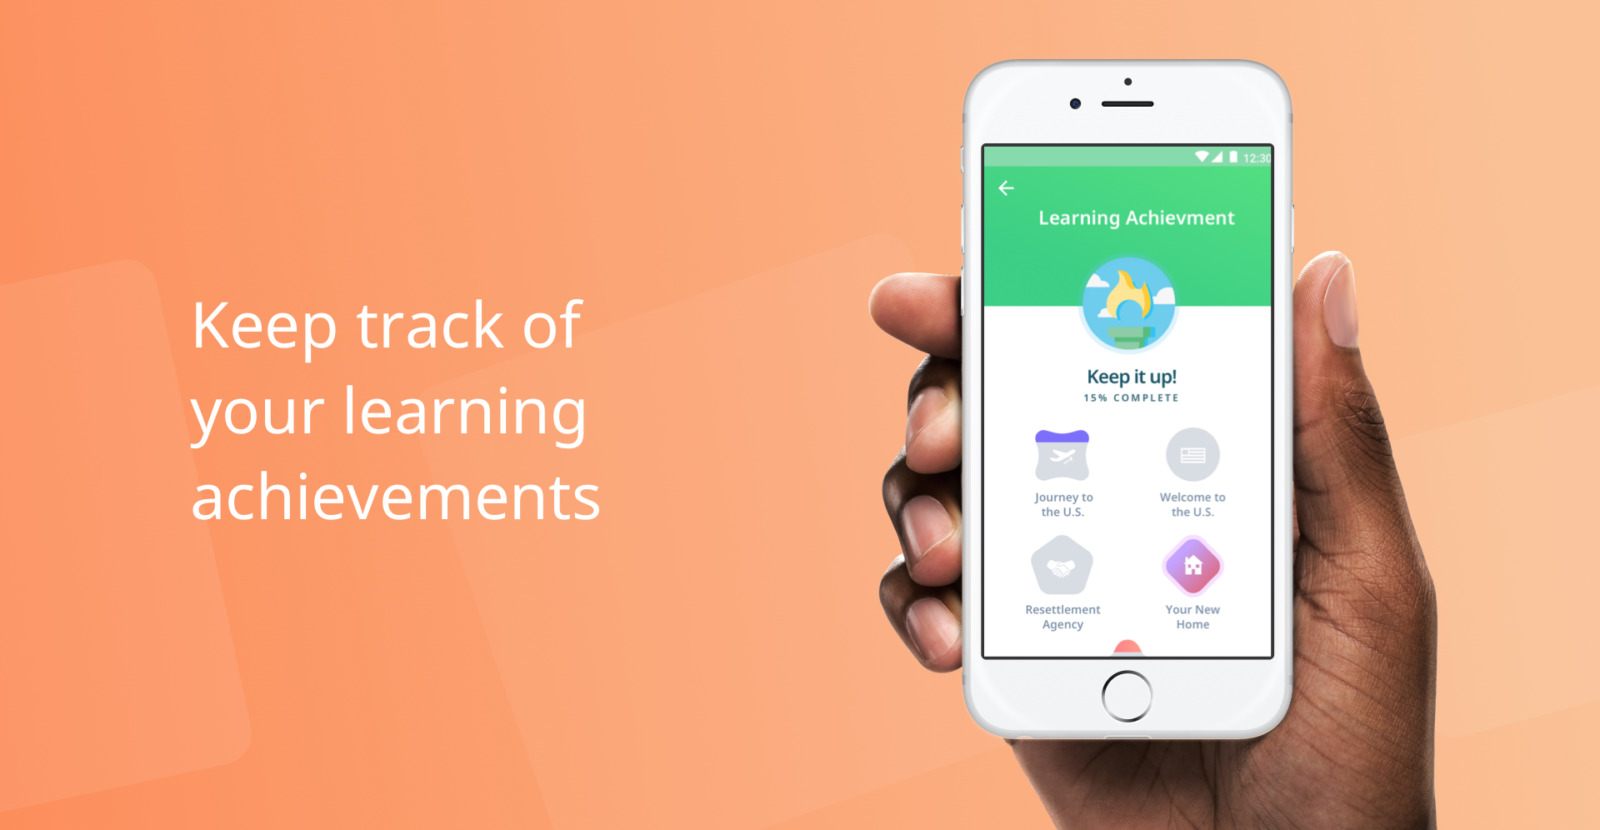 Keep track of
your learning
achievements
12:30
Learning Achievment
Keep it up!
15% COMPLETE
Journey to
the U.S.
Welcome to
the U.S.
Resettlement
Agency
Your New
Home